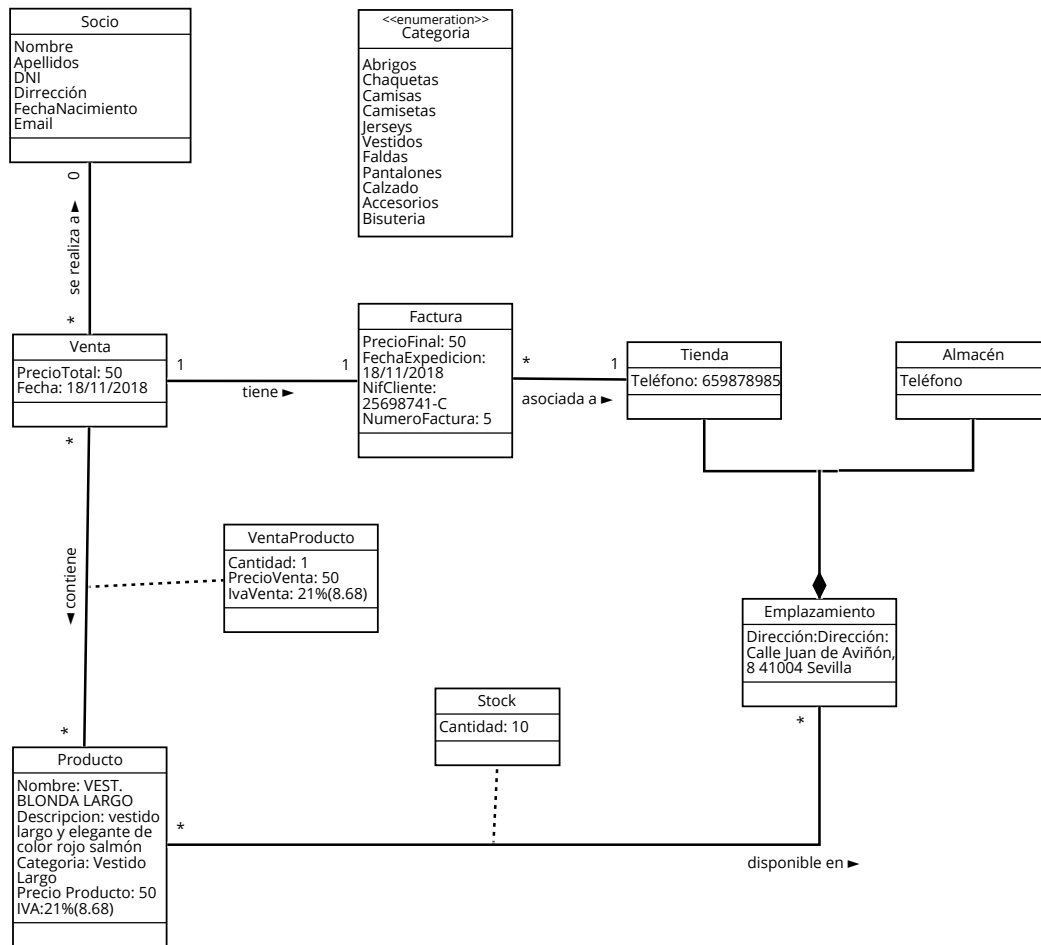 Socio
Nombre
Apellidos
DNI
Dirrección
FechaNacimiento
Email
<<enumeration>>
Categoria
Abrigos
Chaquetas
Camisas
Camisetas
Jerseys
Vestidos
Faldas
Pantalones
Calzado
Accesorios
Bisuteria
0
se realiza a ►
*
Venta
PrecioTotal: 50
Fecha: 18/11/2018
1
1
tiene ►
Factura
PrecioFinal: 50
FechaExpedicion:
18/11/2018
NifCliente:
25698741-C
NumeroFactura: 5
*
1
asociada a ►
Tienda
Teléfono: 659878985
Almacén
Teléfono
*
◄ contiene
*
VentaProducto
Cantidad: 1
PrecioVenta: 50
IvaVenta: 21%(8.68)
Emplazamiento
Dirección:Dirección:
Calle Juan de Aviñón,
8 41004 Sevilla
*
Stock
Cantidad: 10
Producto
Nombre: VEST.
BLONDA LARGO
Descripcion: vestido
largo y elegante de
color rojo salmón
Categoria: Vestido
Largo
Precio Producto: 50
IVA:21%(8.68)
*
disponible en ►